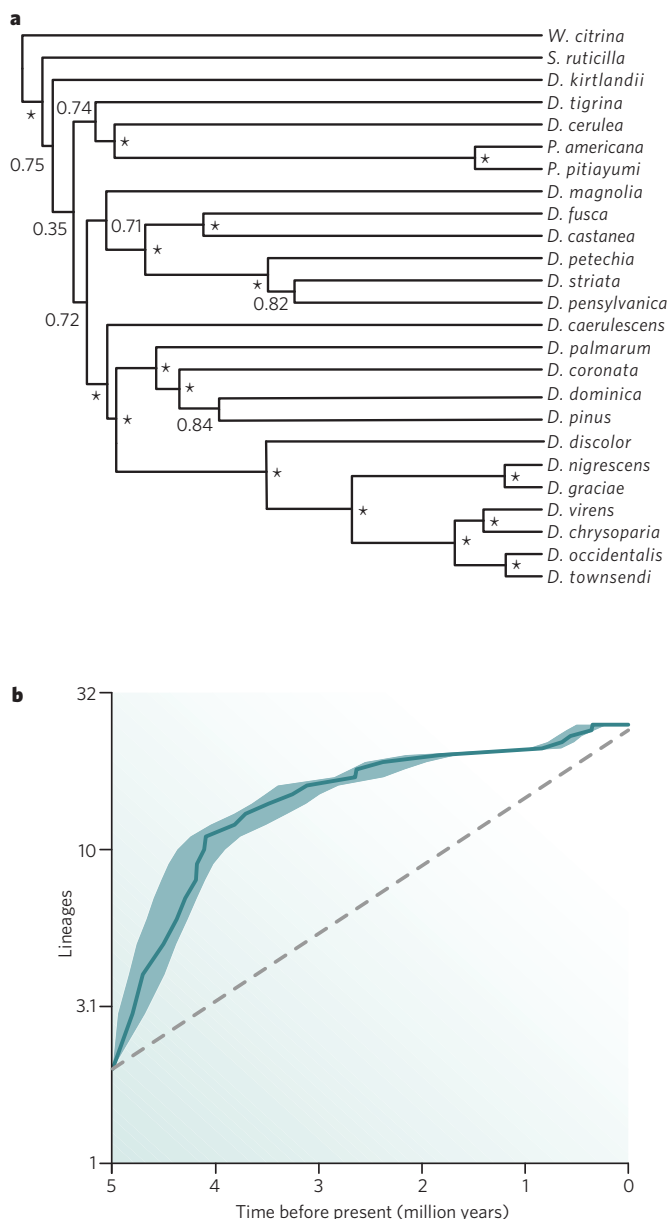 a
W. citrina
S. ruticilla
D. kirtlandii
0.74
D. tigrina
*
D. cerulea
*
P. americana
0.75
*
P. pitiayumi
D. magnolia
0.35
0.71
D. fusca
*
*
D. castanea
D. petechia
*
D. striata
0.82
D. pensylvanica
0.72
D. caerulescens
D. palmarum
*
D. coronata
*
*
D. dominica
*
0.84
D. pinus
D. discolor
*
D. nigrescens
*
D. graciae
*
D. virens
*
D. chrysoparia
*
D. occidentalis
*
D. townsendi
b
32
10
Lineages
3.1
1
5 4 3 2 1 0
Time before present (million years)